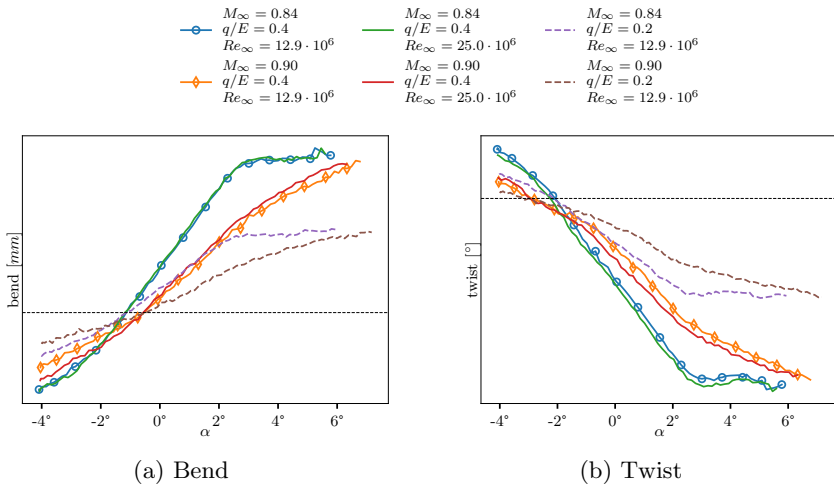 M∞ = 0.84
q/E = 0.4
Re∞ = 12.9 · 10⁶
M∞ = 0.84
q/E = 0.4
Re∞ = 25.0 · 10⁶
M∞ = 0.84
q/E = 0.2
Re∞ = 12.9 · 10⁶
M∞ = 0.90
q/E = 0.4
Re∞ = 12.9 · 10⁶
M∞ = 0.90
q/E = 0.4
Re∞ = 25.0 · 10⁶
M∞ = 0.90
q/E = 0.2
Re∞ = 12.9 · 10⁶
bend [mm]
-4° -2° 0° 2° 4° 6°
α
(a) Bend
twist [°]
-4° -2° 0° 2° 4° 6°
α
(b) Twist